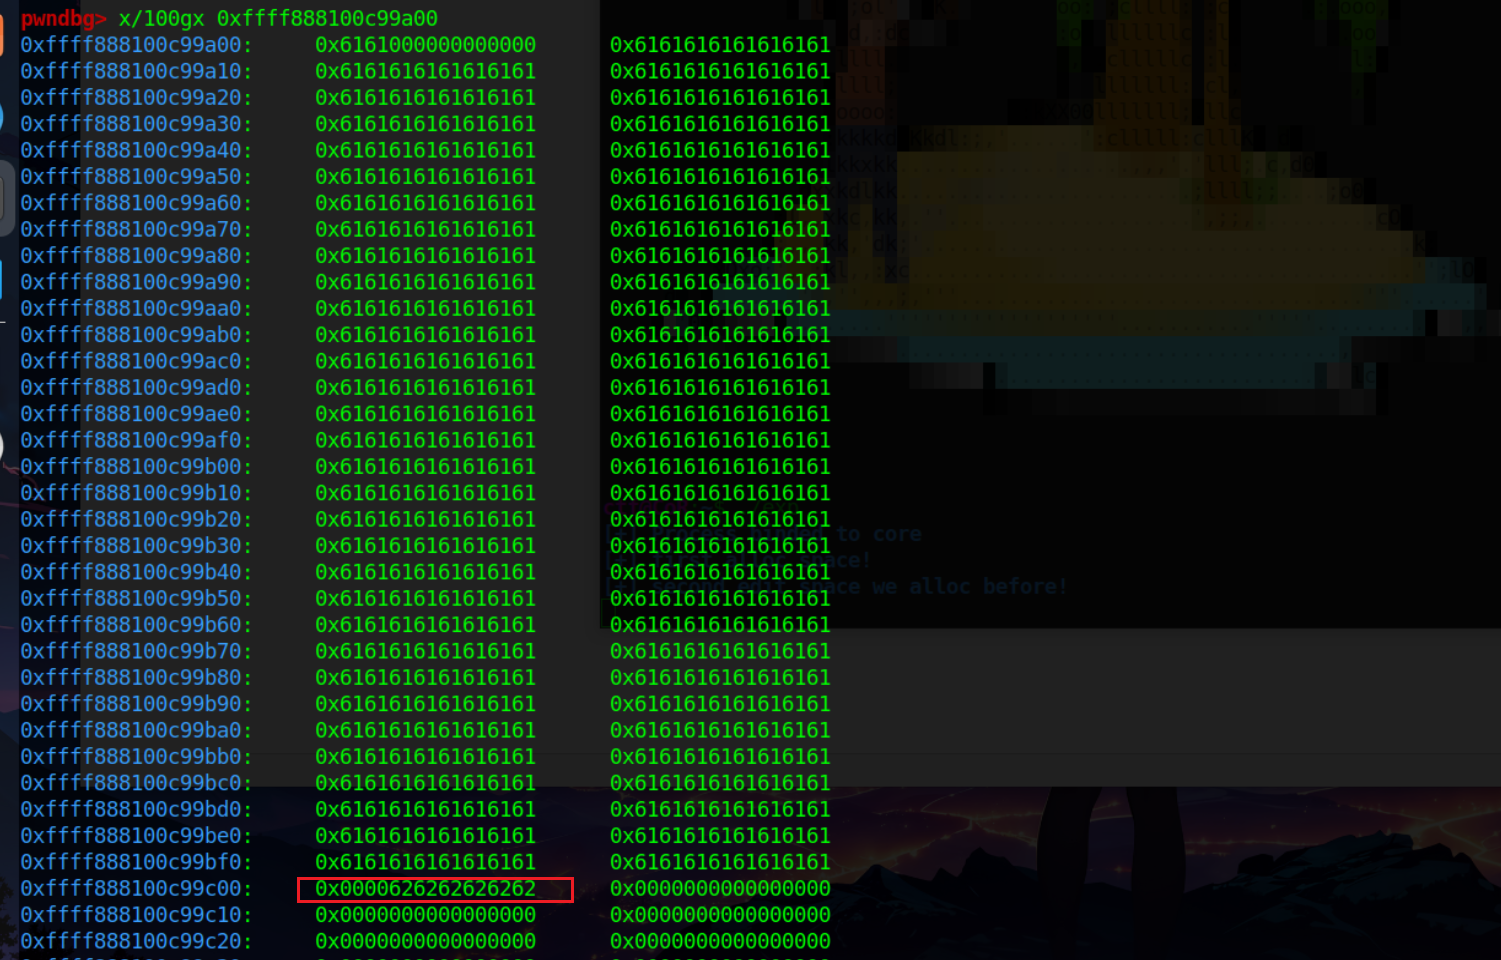 pwndbg> x/100gx 0xffff888100c99a00
0xffff888100c99a00: 0x6161000000000000 0x6161616161616161
0xffff888100c99a10: 0x6161616161616161 0x6161616161616161
0xffff888100c99a20: 0x6161616161616161 0x6161616161616161
0xffff888100c99a30: 0x6161616161616161 0x6161616161616161
0xffff888100c99a40: 0x6161616161616161 0x6161616161616161
0xffff888100c99a50: 0x6161616161616161 0x6161616161616161
0xffff888100c99a60: 0x6161616161616161 0x6161616161616161
0xffff888100c99a70: 0x6161616161616161 0x6161616161616161
0xffff888100c99a80: 0x6161616161616161 0x6161616161616161
0xffff888100c99a90: 0x6161616161616161 0x6161616161616161
0xffff888100c99aa0: 0x6161616161616161 0x6161616161616161
0xffff888100c99ab0: 0x6161616161616161 0x6161616161616161
0xffff888100c99ac0: 0x6161616161616161 0x6161616161616161
0xffff888100c99ad0: 0x6161616161616161 0x6161616161616161
0xffff888100c99ae0: 0x6161616161616161 0x6161616161616161
0xffff888100c99af0: 0x6161616161616161 0x6161616161616161
0xffff888100c99b00: 0x6161616161616161 0x6161616161616161
0xffff888100c99b10: 0x6161616161616161 0x6161616161616161
0xffff888100c99b20: 0x6161616161616161 0x6161616161616161
0xffff888100c99b30: 0x6161616161616161 0x6161616161616161 to core
0xffff888100c99b40: 0x6161616161616161 0x6161616161616161
0xffff888100c99b50: 0x6161616161616161 0x6161616161616161 we alloc before!
0xffff888100c99b60: 0x6161616161616161 0x6161616161616161
0xffff888100c99b70: 0x6161616161616161 0x6161616161616161
0xffff888100c99b80: 0x6161616161616161 0x6161616161616161
0xffff888100c99b90: 0x6161616161616161 0x6161616161616161
0xffff888100c99ba0: 0x6161616161616161 0x6161616161616161
0xffff888100c99bb0: 0x6161616161616161 0x6161616161616161
0xffff888100c99bc0: 0x6161616161616161 0x6161616161616161
0xffff888100c99bd0: 0x6161616161616161 0x6161616161616161
0xffff888100c99be0: 0x6161616161616161 0x6161616161616161
0xffff888100c99bf0: 0x6161616161616161 0x6161616161616161
0xffff888100c99c00: 0x0000626262626262 0x0000000000000000
0xffff888100c99c10: 0x0000000000000000 0x0000000000000000
0xffff888100c99c20: 0x0000000000000000 0x0000000000000000